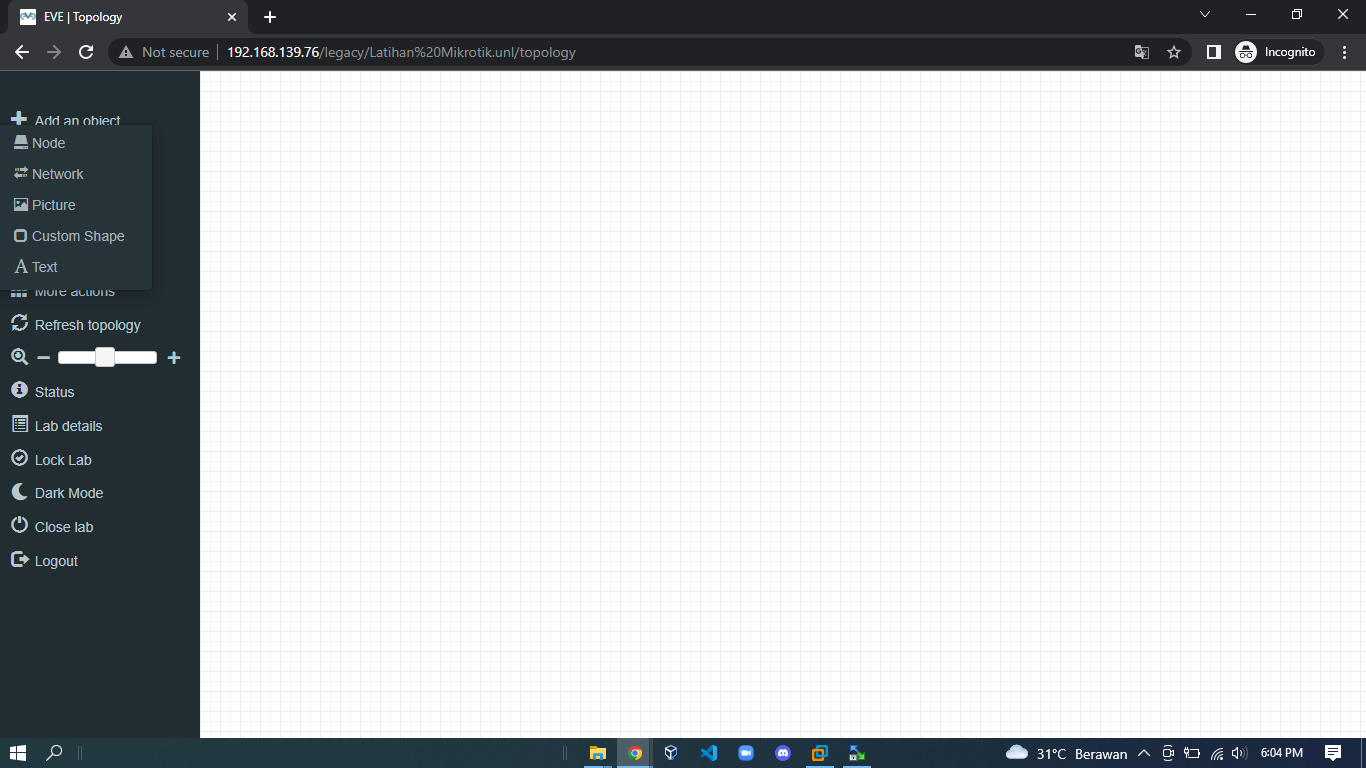 EVE | Topology
Not secure 192.168.139.76/legacy/Latihan%20Mikrotik.unl/topology
Incognito
Add an object
Node
Network
Picture
Custom Shape
Text
More actions
Refresh topology
Status
Lab details
Lock Lab
Dark Mode
Close lab
Logout
31°C Berawan 6:04 PM